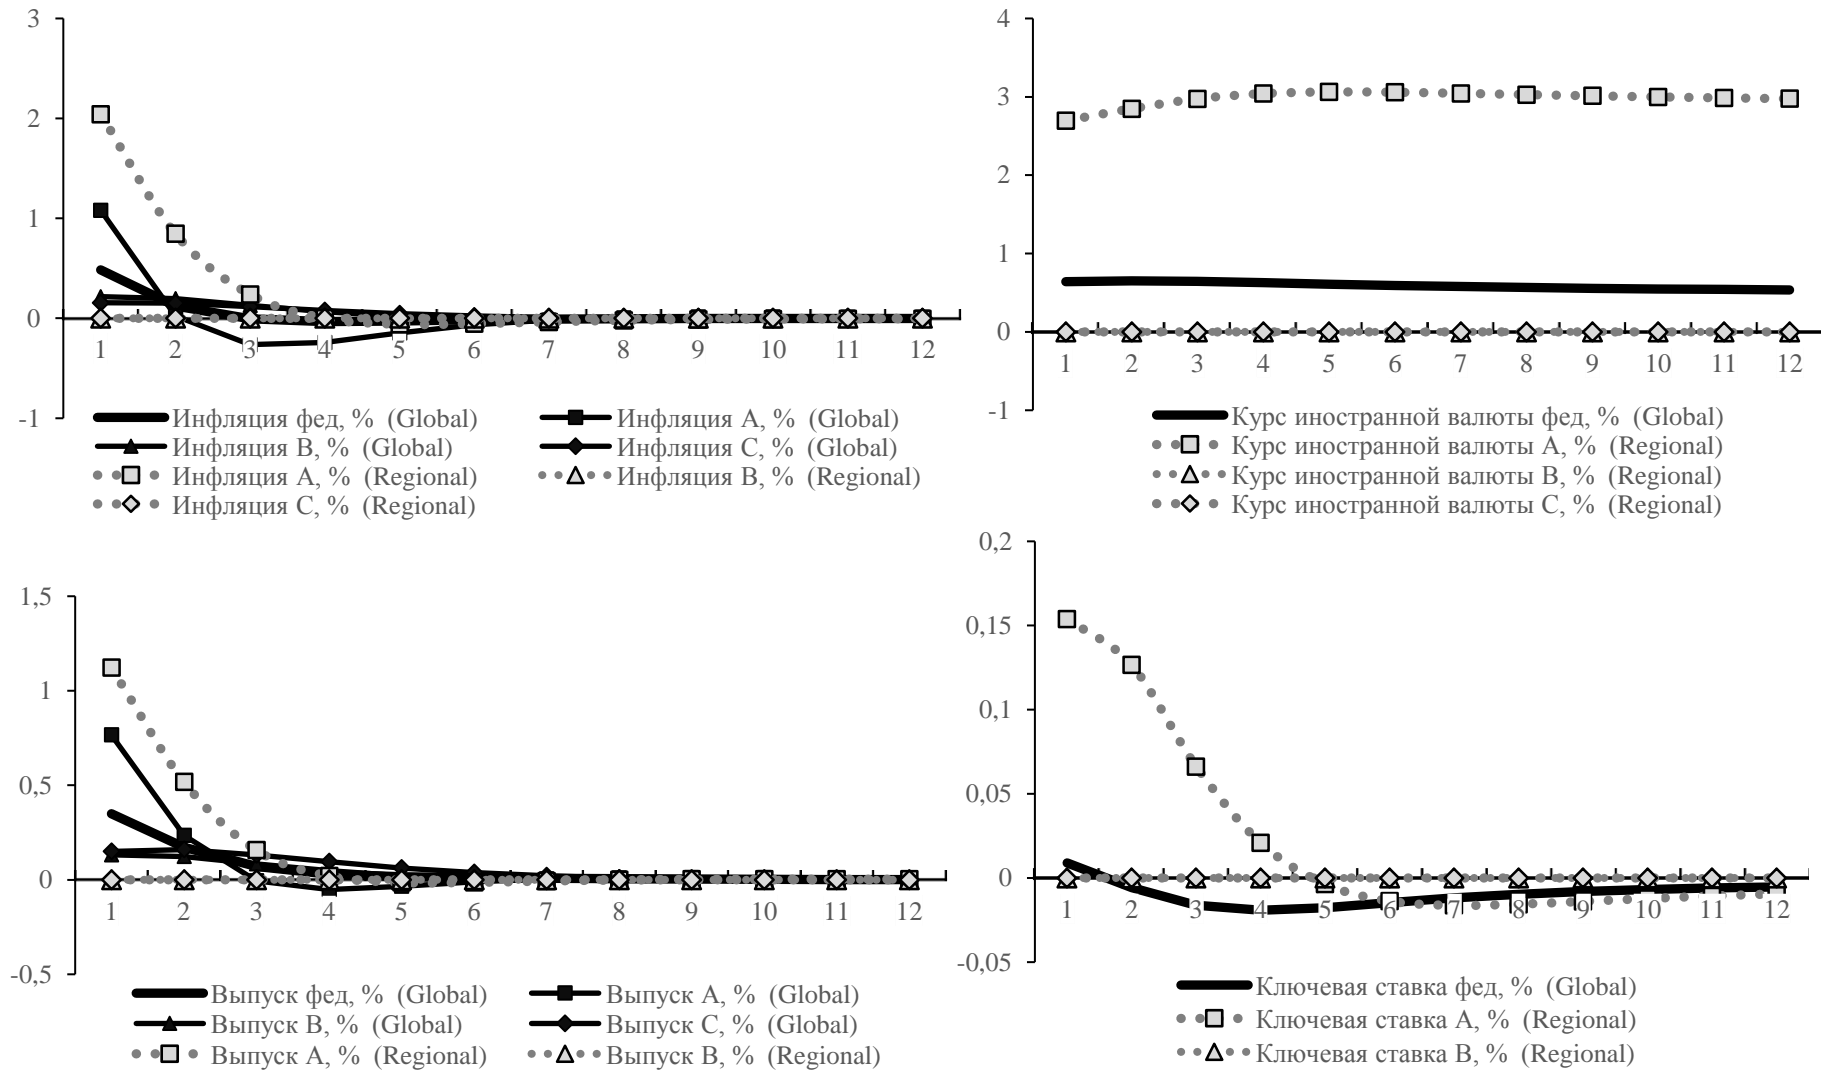 3
2
1
0
-1
1 2 3 4 5 6 7 8 9 10 11 12
Инфляция фед, % (Global)
Инфляция A, % (Global)
Инфляция B, % (Global)
Инфляция C, % (Global)
Инфляция A, % (Regional)
Инфляция B, % (Regional)
Инфляция C, % (Regional)
4
3
2
1
0
-1
1 2 3 4 5 6 7 8 9 10 11 12
Курс иностранной валюты фед, % (Global)
Курс иностранной валюты A, % (Regional)
Курс иностранной валюты B, % (Regional)
Курс иностранной валюты C, % (Regional)
1,5
1
0,5
0
-0,5
1 2 3 4 5 6 7 8 9 10 11 12
Выпуск фед, % (Global)
Выпуск A, % (Global)
Выпуск B, % (Global)
Выпуск C, % (Global)
Выпуск A, % (Regional)
Выпуск B, % (Regional)
0,2
0,15
0,1
0,05
0
-0,05
1 2 3 4 5 6 7 8 9 10 11 12
Ключевая ставка фед, % (Global)
Ключевая ставка A, % (Regional)
Ключевая ставка B, % (Regional)